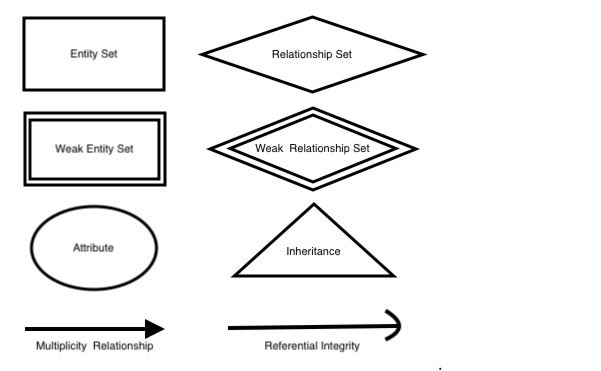 Entity Set
Relationship Set
Weak Entity Set
Weak Relationship Set
Attribute
Inheritance
Multiplicity Relationship
Referential Integrity
.